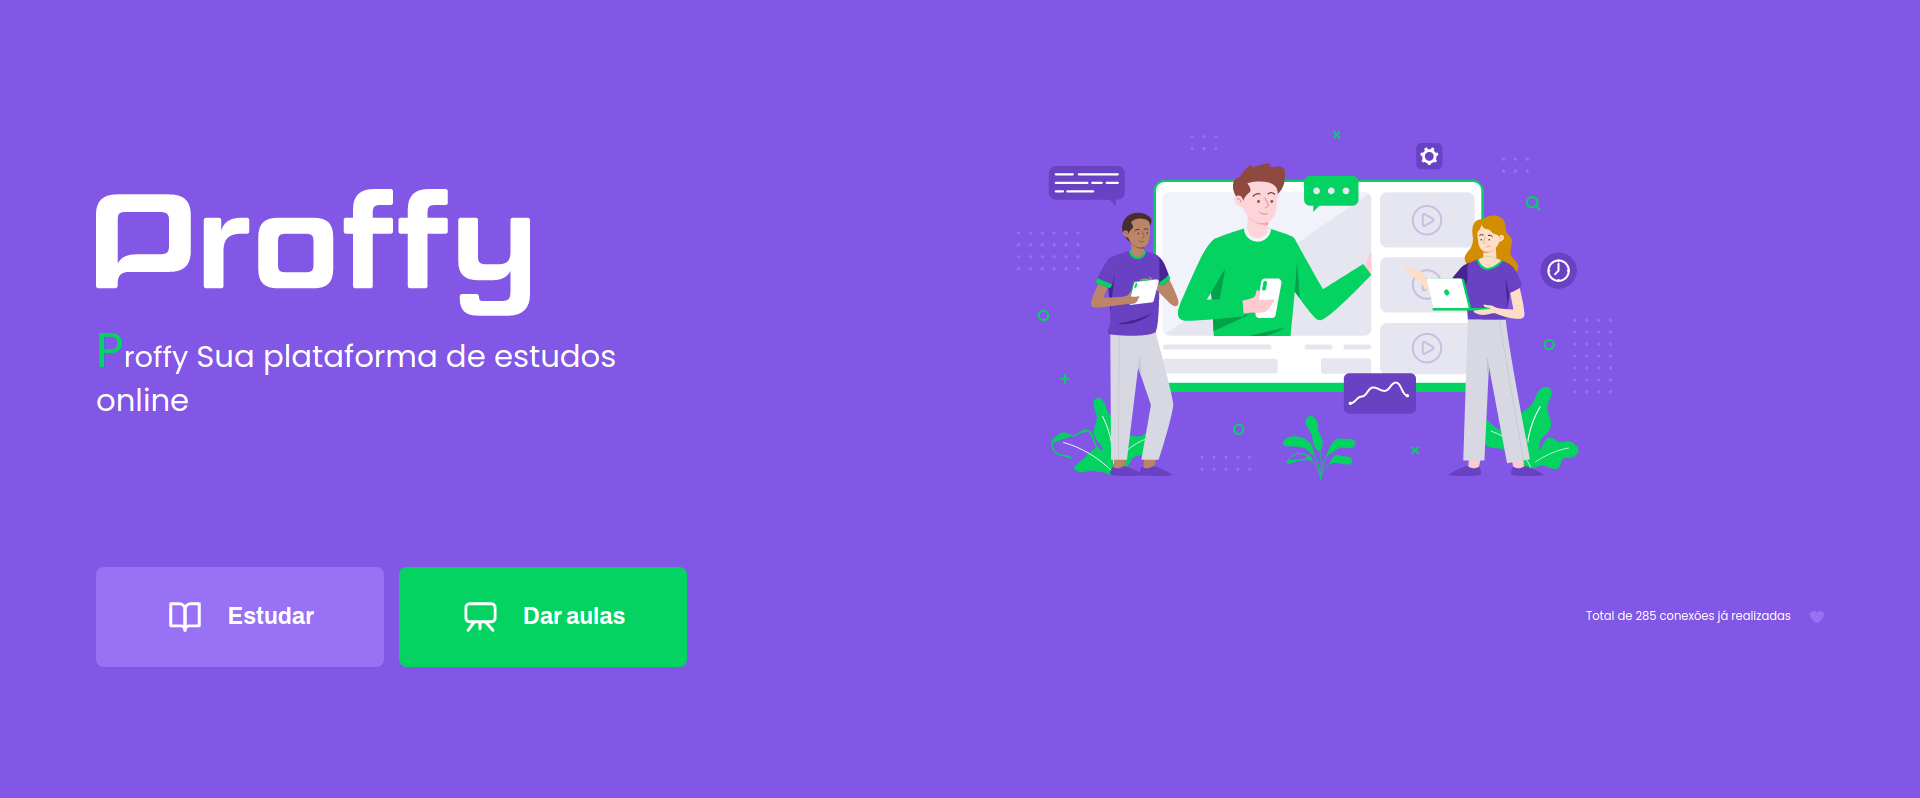 Proffy
Proffy Sua plataforma de estudos
online
Estudar
Dar aulas
Total de 285 conexões já realizadas